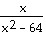 x
x² − 64